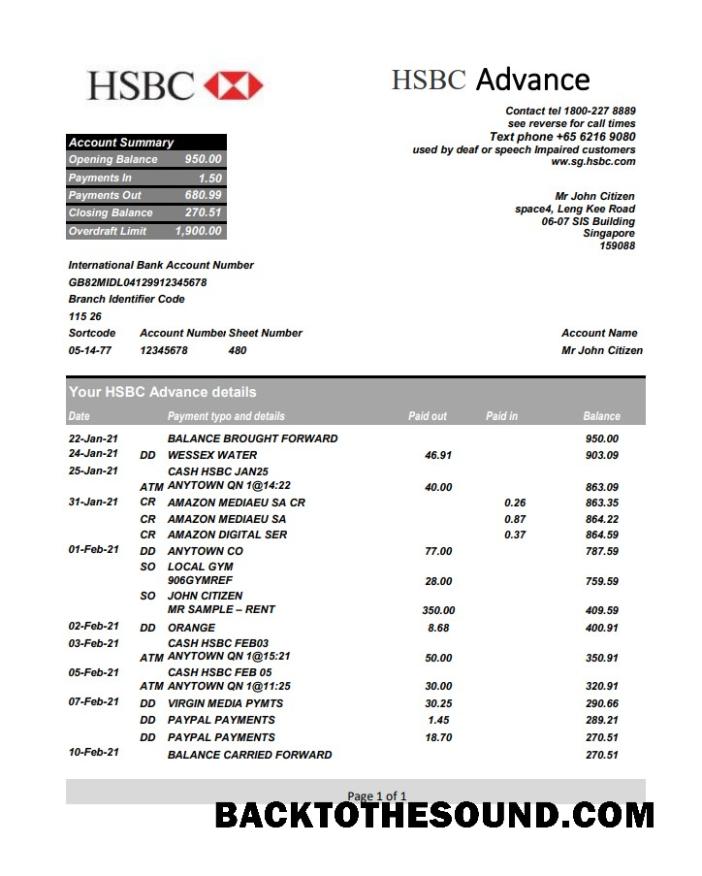 HSBC
HSBC Advance
Contact tel 1800-227 8889
see reverse for call times
Text phone +65 6216 9080
used by deaf or speech Impaired customers
ww.sg.hsbc.com
Account Summary
Opening Balance 950.00
Payments In 1.50
Payments Out 680.99
Closing Balance 270.51
Overdraft Limit 1,900.00
Mr John Citizen
space4, Leng Kee Road
06-07 SIS Building
Singapore
159088
International Bank Account Number
GB82MIDL04129912345678
Branch Identifier Code
115 26
Sortcode Account Number Sheet Number Account Name
05-14-77 12345678 480 Mr John Citizen
Your HSBC Advance details
Date Payment typo and details Paid out Paid in Balance
22-Jan-21 BALANCE BROUGHT FORWARD 950.00
24-Jan-21 DD WESSEX WATER 46.91 903.09
25-Jan-21 CASH HSBC JAN25
ATM ANYTOWN QN 1@14:22 40.00 863.09
31-Jan-21 CR AMAZON MEDIAEU SA CR 0.26 863.35
CR AMAZON MEDIAEU SA 0.87 864.22
CR AMAZON DIGITAL SER 0.37 864.59
01-Feb-21 DD ANYTOWN CO 77.00 787.59
SO LOCAL GYM
906GYMREF 28.00 759.59
SO JOHN CITIZEN
MR SAMPLE – RENT 350.00 409.59
02-Feb-21 DD ORANGE 8.68 400.91
03-Feb-21 CASH HSBC FEB03
ATM ANYTOWN QN 1@15:21 50.00 350.91
05-Feb-21 CASH HSBC FEB 05
ATM ANYTOWN QN 1@11:25 30.00 320.91
07-Feb-21 DD VIRGIN MEDIA PYMTS 30.25 290.66
DD PAYPAL PAYMENTS 1.45 289.21
DD PAYPAL PAYMENTS 18.70 270.51
10-Feb-21 BALANCE CARRIED FORWARD 270.51
Page 1 of 1
BACKTOTHESOUND.COM